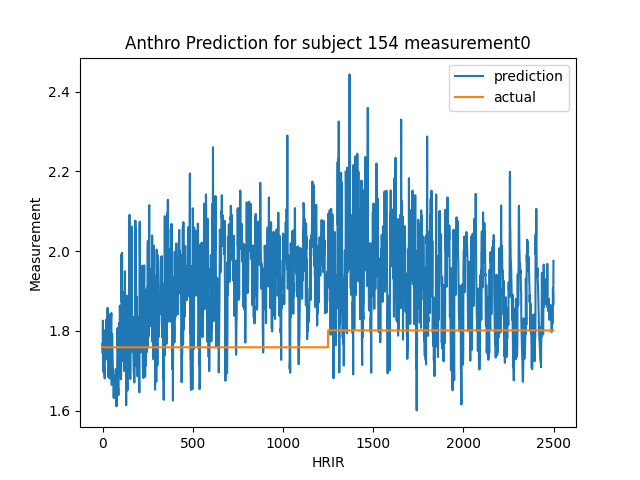 Anthro Prediction for subject 154 measurement0
prediction
actual
2.4
2.2
2.0
1.8
1.6
Measurement
0
500
1000
1500
2000
2500
HRIR